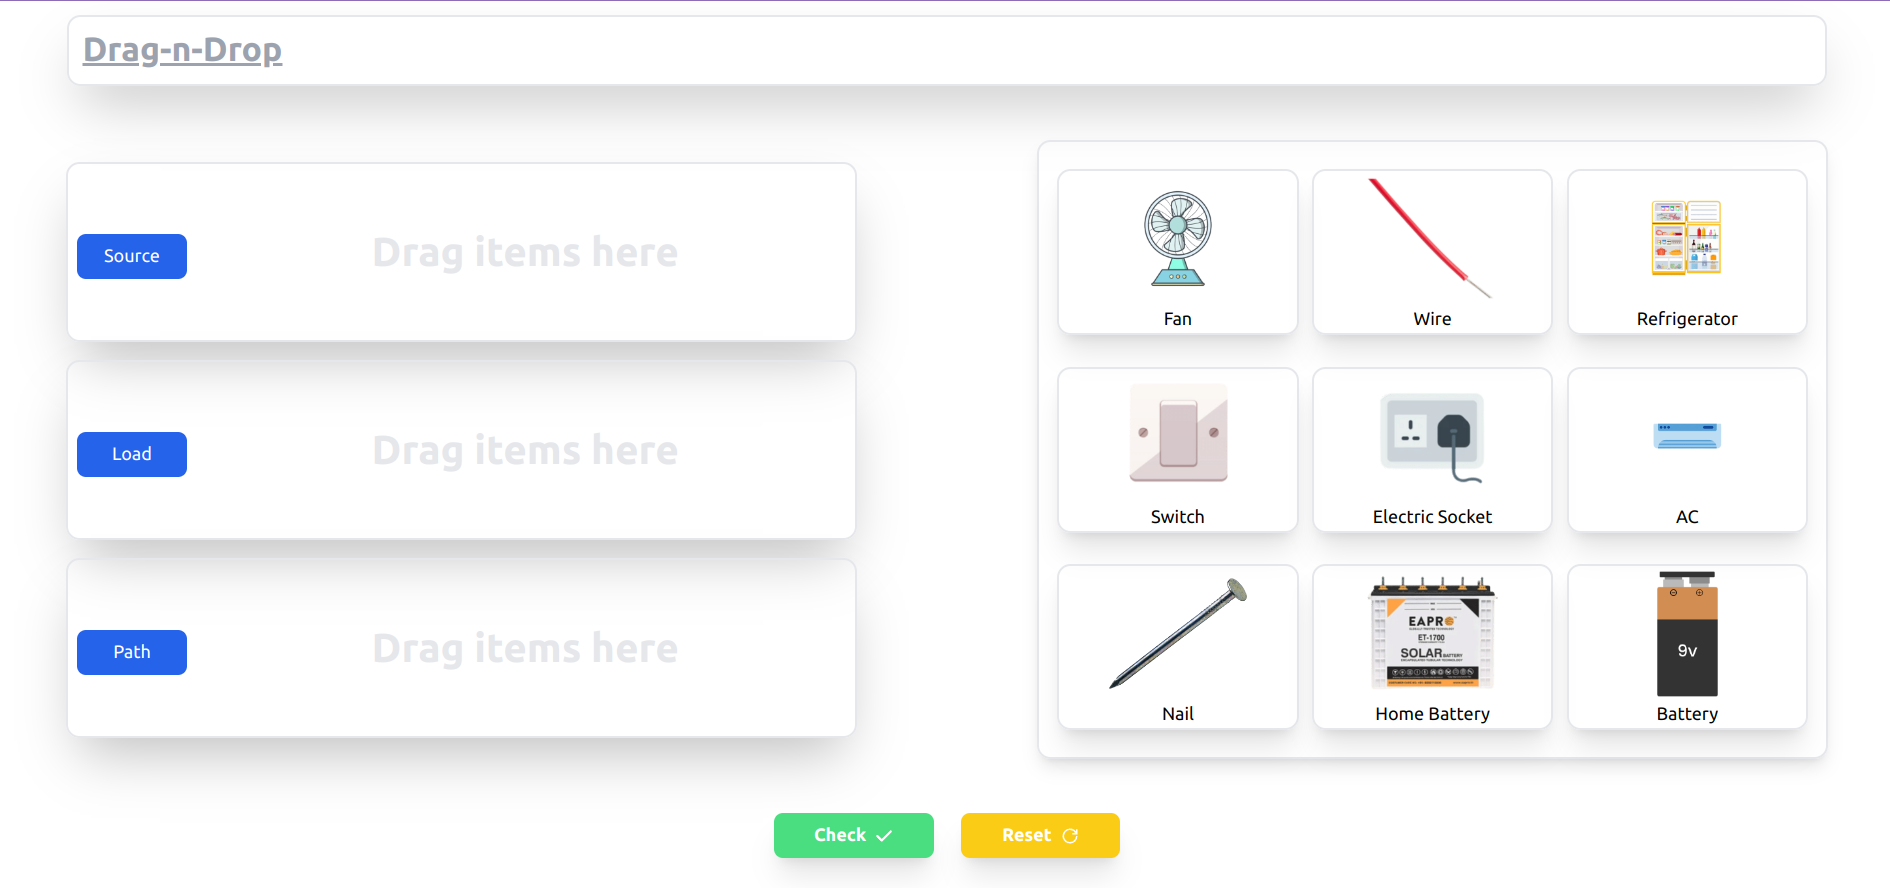 Drag-n-Drop
Source
Drag items here
Load
Drag items here
Path
Drag items here
Fan
Wire
Refrigerator
Switch
Electric Socket
AC
Nail
EAPRO
ET-1700
SOLAR BATTERY
Home Battery
9v
Battery
Check
Reset